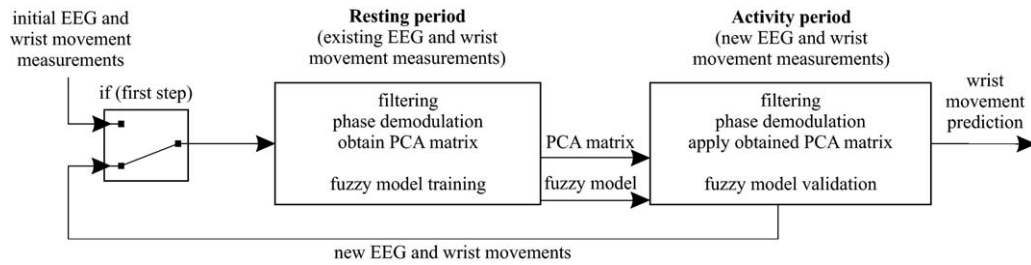 initial EEG and
wrist movement
measurements
if (first step)
Resting period
(existing EEG and wrist
movement measurements)
filtering
phase demodulation
obtain PCA matrix
fuzzy model training
PCA matrix
fuzzy model
Activity period
(new EEG and wrist
movement measurements)
filtering
phase demodulation
apply obtained PCA matrix
fuzzy model validation
wrist
movement
prediction
new EEG and wrist movements